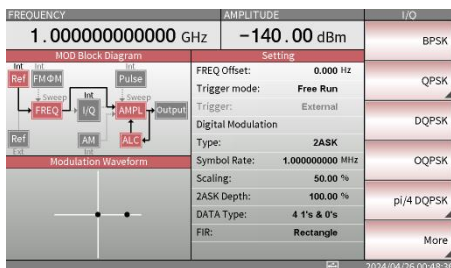 FREQUENCY AMPLITUDE I/Q
1.000000000000 GHz −140.00 dBm
MOD Block Diagram
Int Int Int
Ref FMΦM Pulse
Sweep Int Sweep
FREQ I/Q AMPL Output
Ref AM ALC
Ext Int
Modulation Waveform
Setting
FREQ Offset: 0.000 Hz
Trigger mode: Free Run
Trigger: External
Digital Modulation
Type: 2ASK
Symbol Rate: 1.000000000 MHz
Scaling: 50.00 %
2ASK Depth: 100.00 %
DATA Type: 4 1's & 0's
FIR: Rectangle
BPSK
QPSK
DQPSK
OQPSK
pi/4 DQPSK
More
2024/04/26 00:48:30